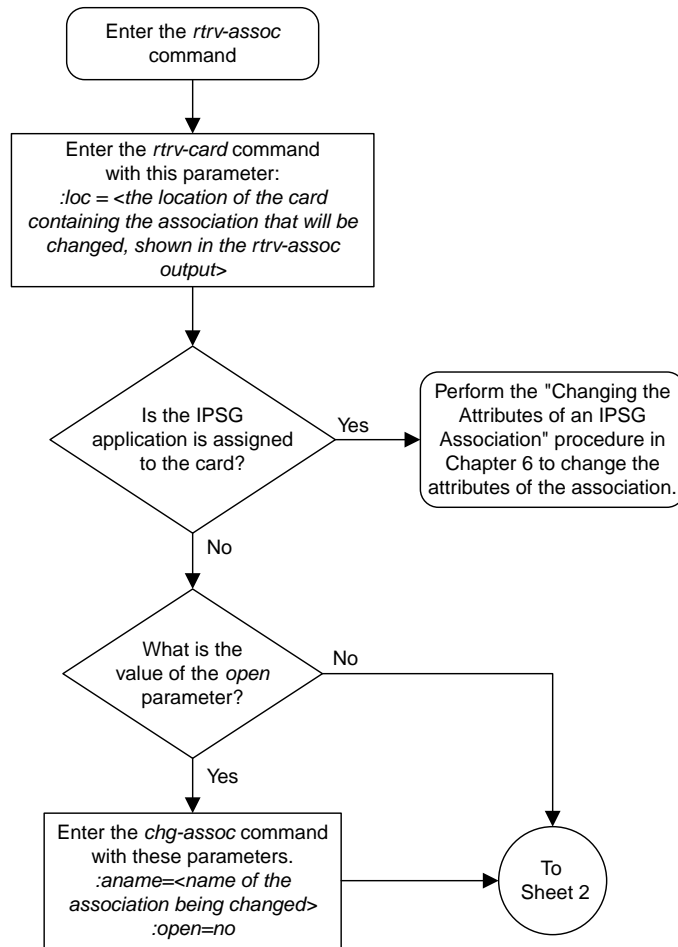 Enter the rtrv-assoc
command
Enter the rtrv-card command
with this parameter:
:loc = <the location of the card
containing the association that will be
changed, shown in the rtrv-assoc
output>
Is the IPSG
application is assigned
to the card?
Yes
Perform the "Changing the
Attributes of an IPSG
Association" procedure in
Chapter 6 to change the
attributes of the association.
No
What is the
value of the open
parameter?
No
Yes
Enter the chg-assoc command
with these parameters.
:aname=<name of the
association being changed>
:open=no
To
Sheet 2